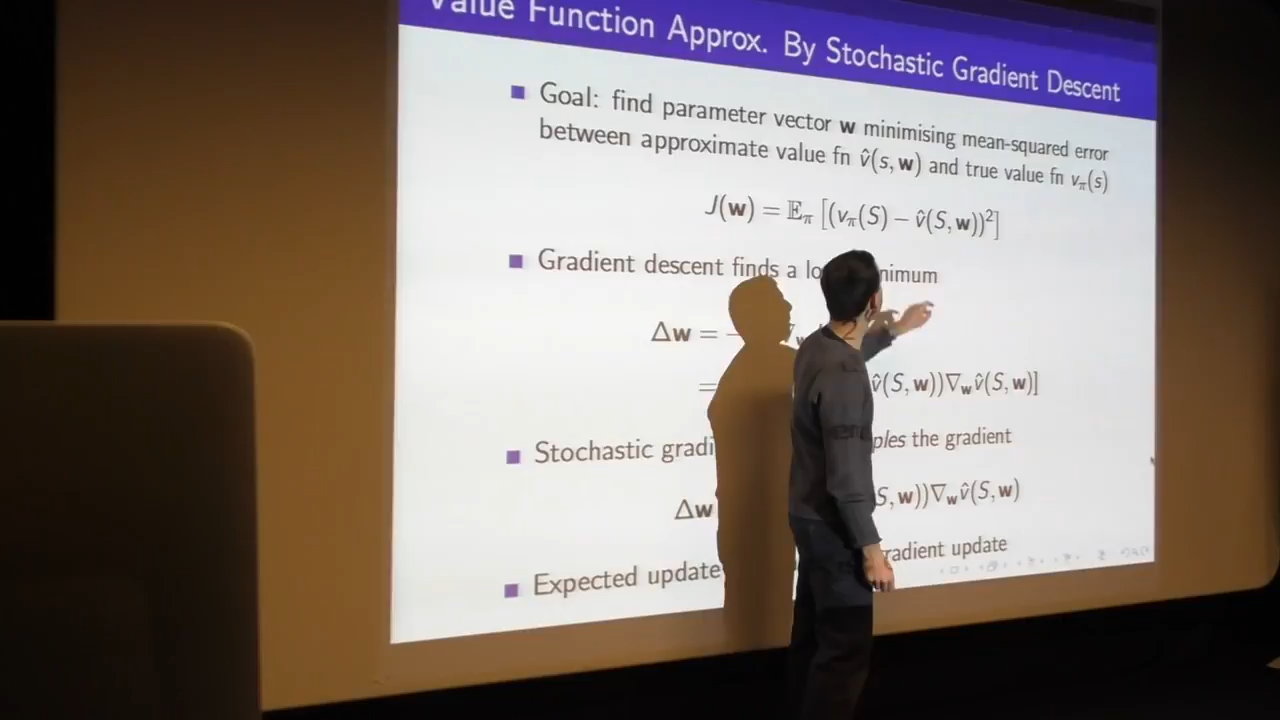 Value Function Approx. By Stochastic Gradient Descent
Goal: find parameter vector w minimising mean-squared error
between approximate value fn v̂(s, w) and true value fn vπ(s)
J(w) = 𝔼π [(vπ(S) − v̂(S, w))²]
Gradient descent finds a lo nimum
Δw = −
= v̂(S, w))∇w v̂(S, w)]
Stochastic gradi ples the gradient
Δw S, w))∇w v̂(S, w)
Expected update radient update